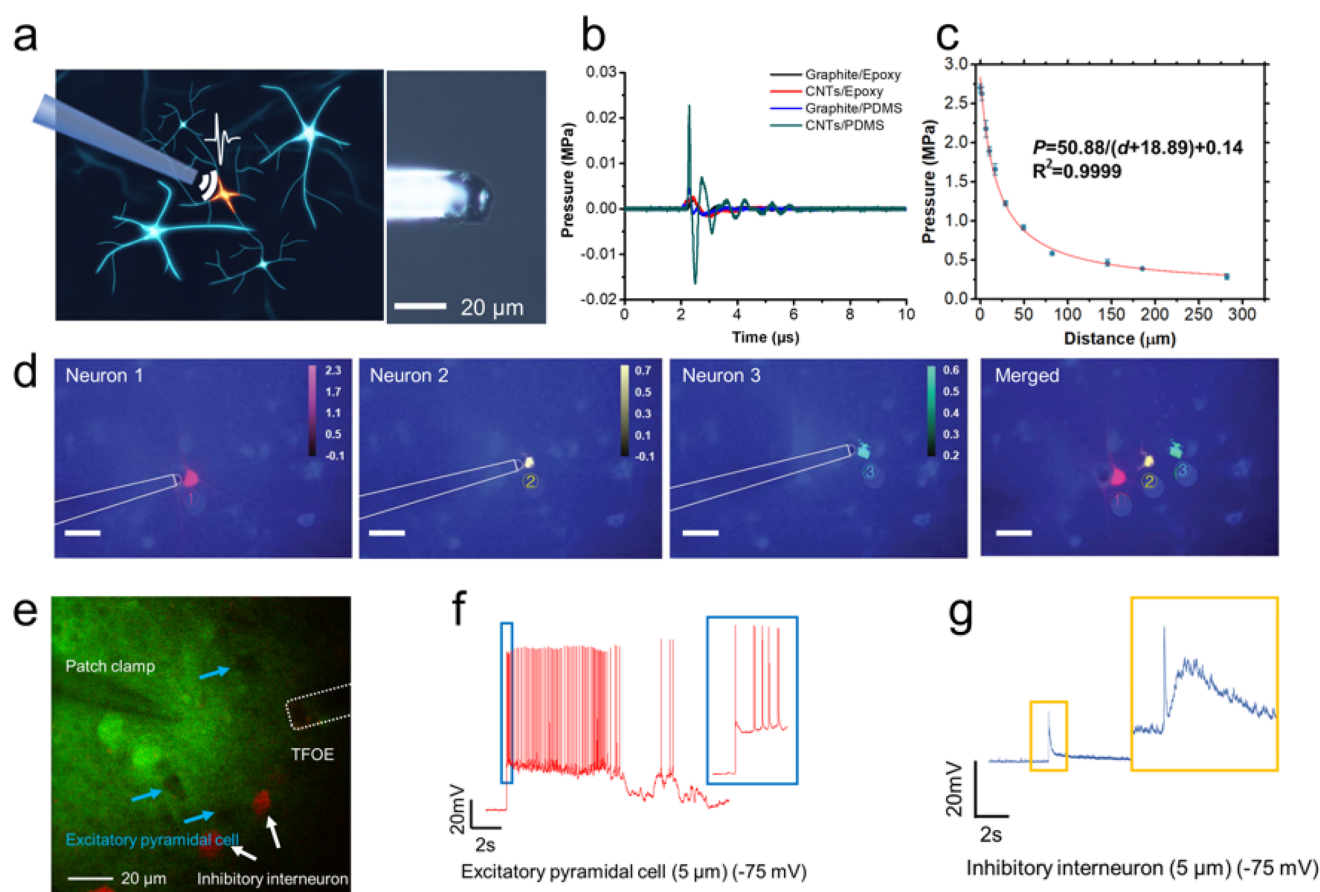 a
20 µm
b
0.03
0.02
0.01
0.00
-0.01
-0.02
Pressure (MPa)
Graphite/Epoxy
CNTs/Epoxy
Graphite/PDMS
CNTs/PDMS
0
2
4
6
8
10
Time (µs)
c
3.0
2.5
2.0
1.5
1.0
0.5
0.0
Pressure (MPa)
P=50.88/(d+18.89)+0.14
R²=0.9999
0
50
100
150
200
250
300
Distance (µm)
d
Neuron 1
2.3
1.7
1.1
0.5
-0.1
1
Neuron 2
0.7
0.5
0.3
0.1
-0.1
2
Neuron 3
0.6
0.5
0.4
0.3
0.2
3
Merged
1
2
3
e
Patch clamp
TFOE
Excitatory pyramidal cell
20 µm
Inhibitory interneuron
f
20mV
2s
Excitatory pyramidal cell (5 µm) (-75 mV)
g
20mV
2s
Inhibitory interneuron (5 µm) (-75 mV)